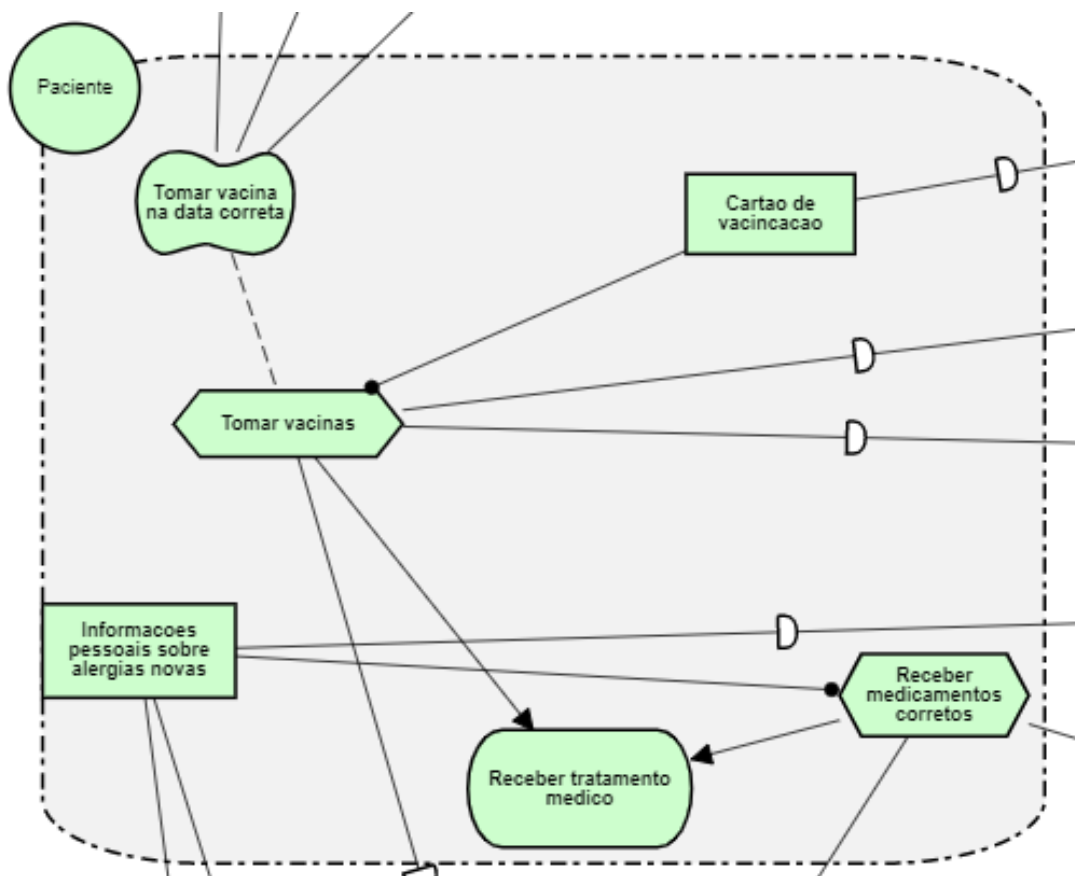 Paciente
Tomar vacina
na data correta
Cartao de
vacincacao
Tomar vacinas
Informacoes
pessoais sobre
alergias novas
Receber
medicamentos
corretos
Receber tratamento
medico